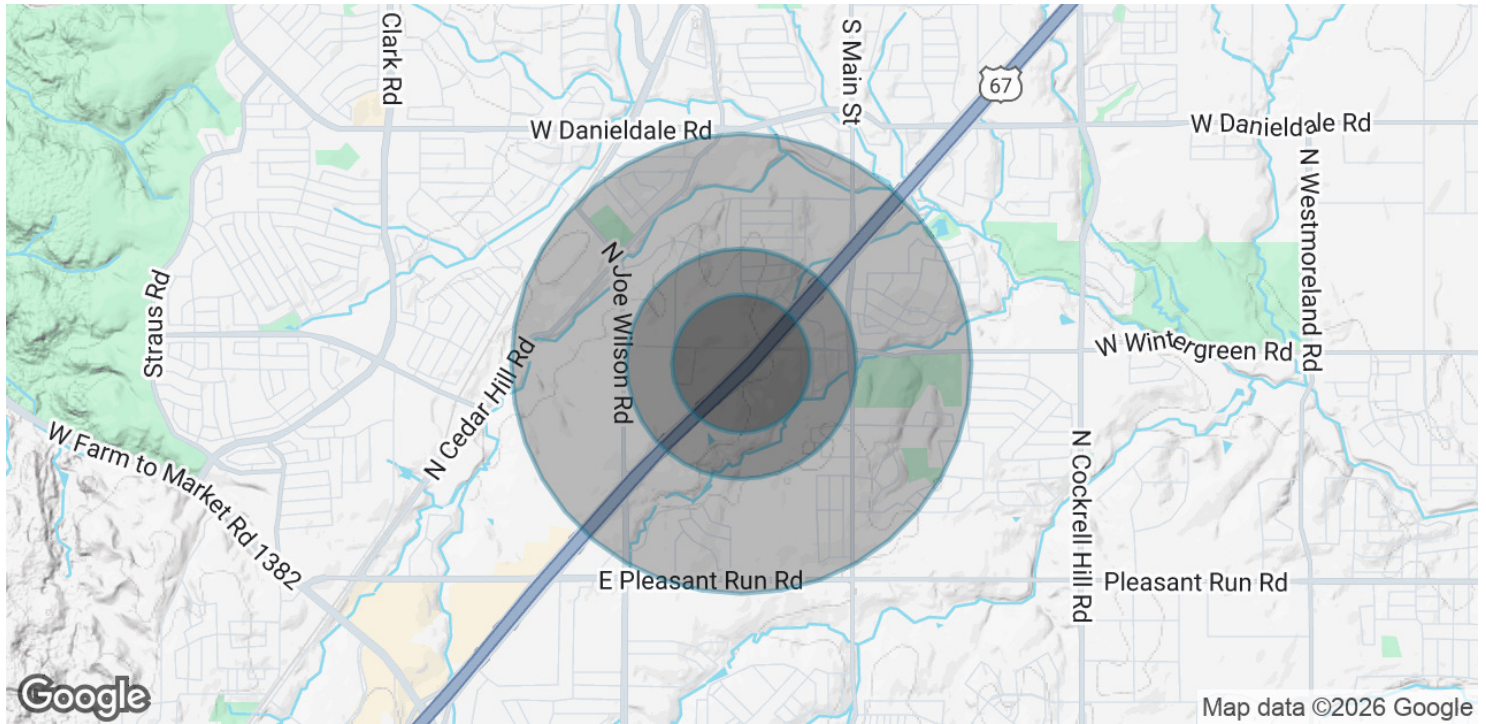 Clark Rd
S Main St
67
W Danieldale Rd
W Danieldale Rd
N Westmoreland Rd
N Joe Wilson Rd
Straus Rd
W Wintergreen Rd
N Cedar Hill Rd
W Farm to Market Rd 1382
N Cockrell Hill Rd
E Pleasant Run Rd
Pleasant Run Rd
Google
Map data ©2026 Google